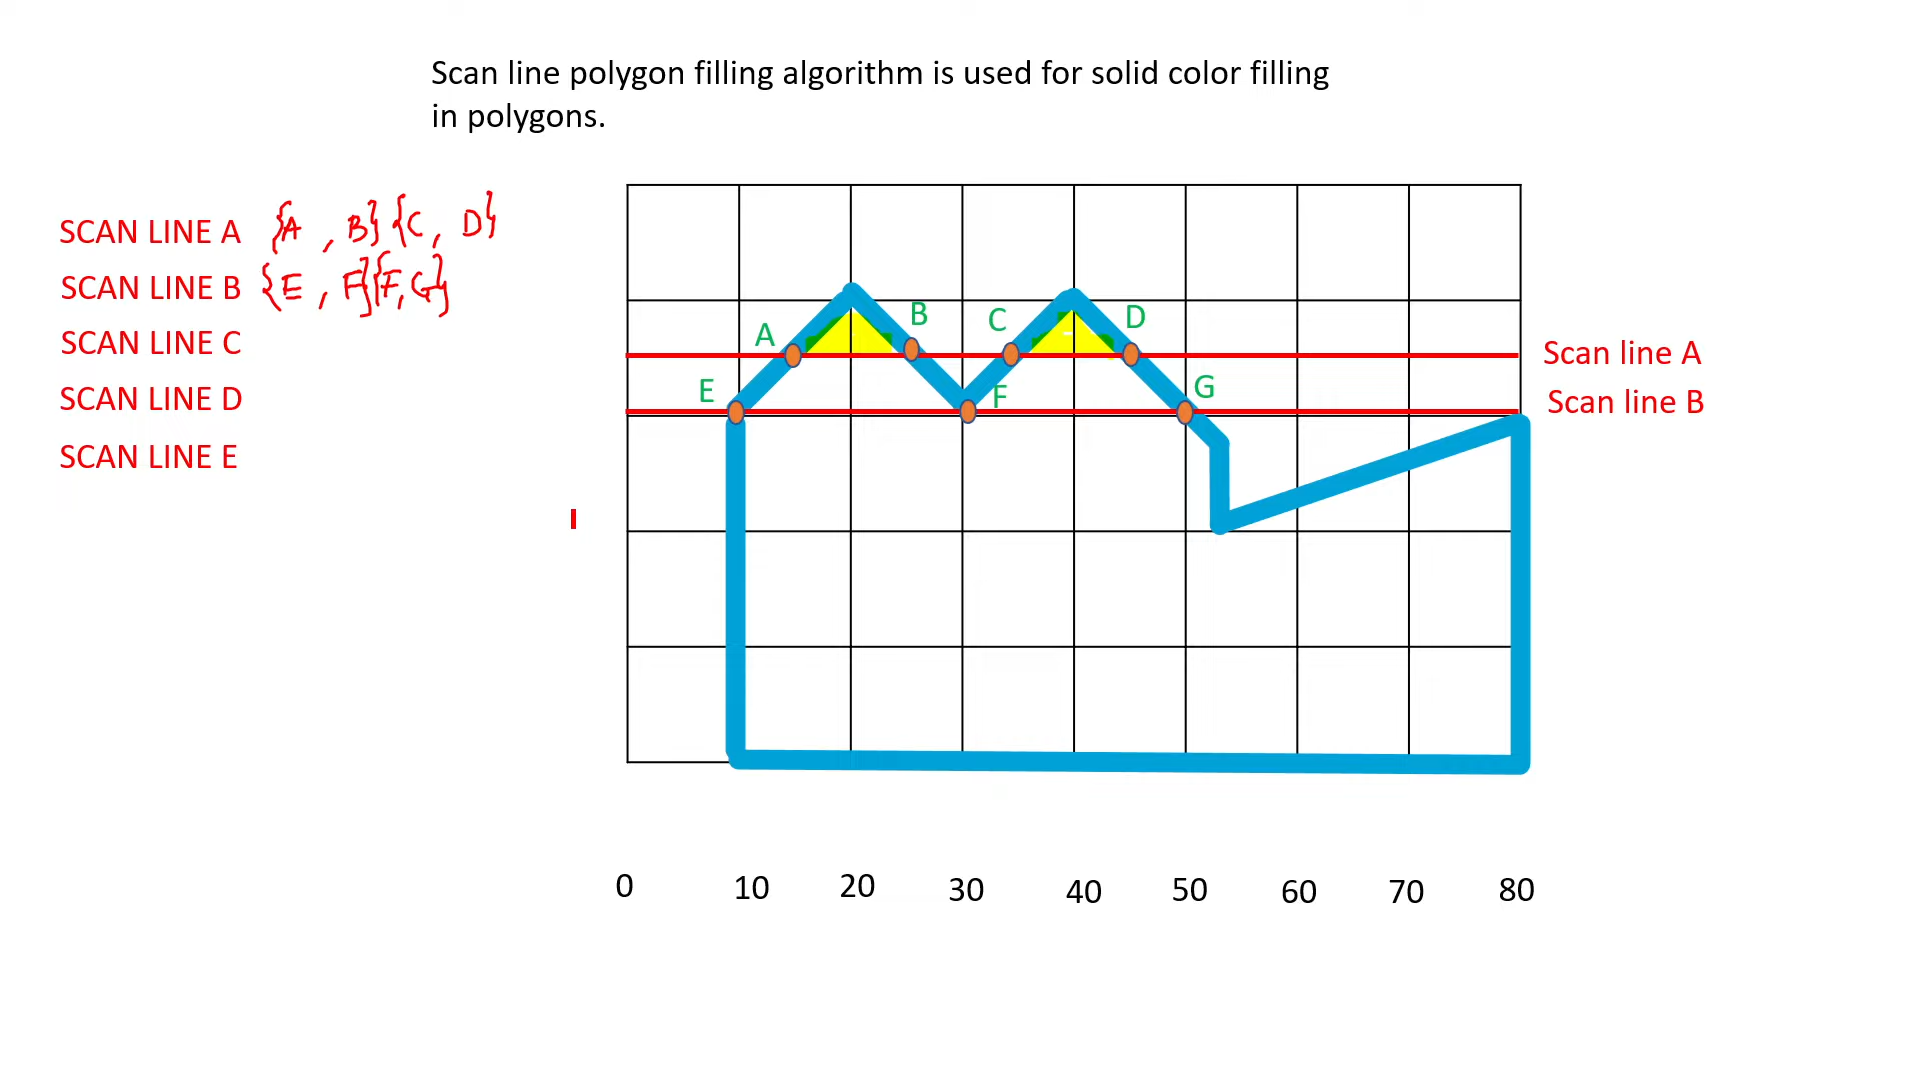 Scan line polygon filling algorithm is used for solid color filling
in polygons.
SCAN LINE A {A , B} {C, D}
SCAN LINE B {E , F} {F, G}
SCAN LINE C
SCAN LINE D
SCAN LINE E
A B C D
E F G
Scan line A
Scan line B
0 10 20 30 40 50 60 70 80